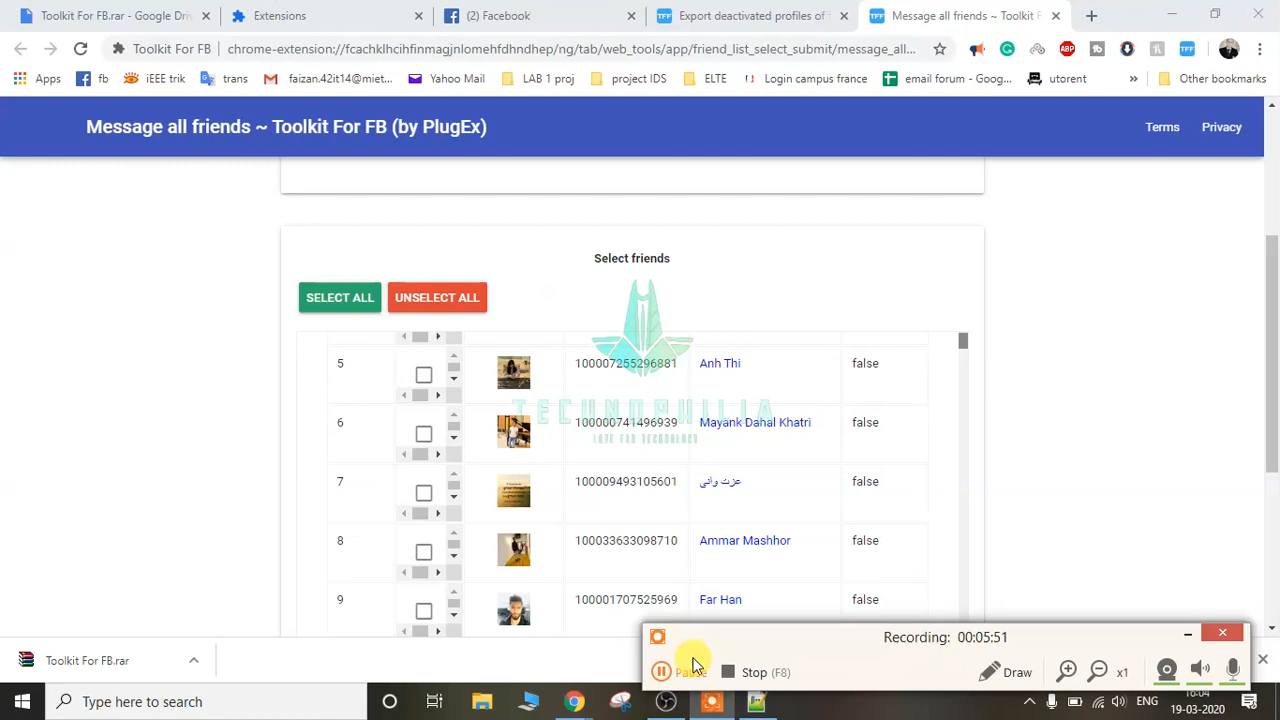 Toolkit For FB.rar - Google Dri
Extensions
(2) Facebook
Export deactivated profiles of
Message all friends ~ Toolkit F
Toolkit For FB
chrome-extension://fcachklhcihfinmagjnlomehfdhnidhep/ng/tab/web_tools/app/friend_list_select_submit/message_all...
Apps
fb
iEEE trik
trans
faizan.42it14@miet...
Yahoo Mail
LAB 1 proj
project IDS
ELTE
Login campus france
email forum - Goog...
utorent
»
Other bookmarks
Message all friends ~ Toolkit For FB (by PlugEx)
Terms
Privacy
Select friends
SELECT ALL
UNSELECT ALL
5 100007255296881 Anh Thi false
6 100000741496939 Mayank Dahal Khatri false
7 100009493105601 عزت وانی false
8 100033633098710 Ammar Mashhor false
9 100001707525969 Far Han false
TECHNOPHILIA
LOVE FOR TECHNOLOGY
Recording: 00:05:51
Pause
Stop (F8)
Draw
x1
Toolkit For FB.rar
Type here to search
ENG
16:04
19-03-2020